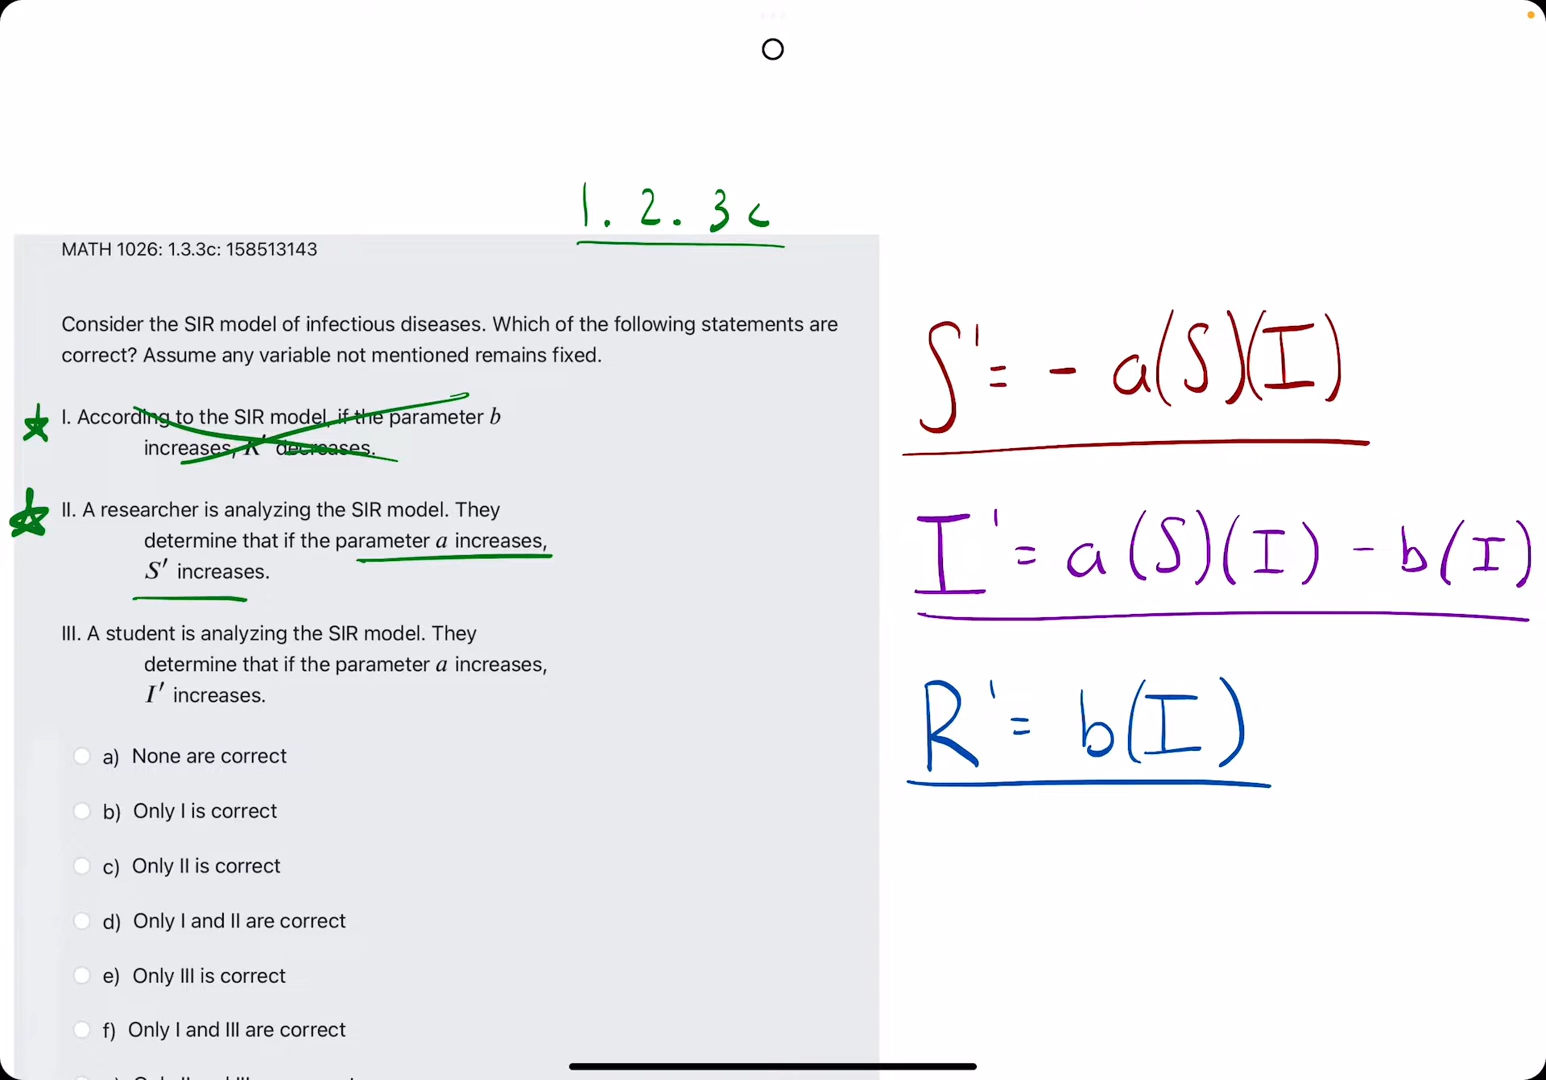 1. 2. 3c
MATH 1026: 1.3.3c: 158513143
Consider the SIR model of infectious diseases. Which of the following statements are
correct? Assume any variable not mentioned remains fixed.
I. According to the SIR model, if the parameter b
increases, R' decreases.
II. A researcher is analyzing the SIR model. They
determine that if the parameter a increases,
S' increases.
III. A student is analyzing the SIR model. They
determine that if the parameter a increases,
I' increases.
a) None are correct
b) Only I is correct
c) Only II is correct
d) Only I and II are correct
e) Only III is correct
f) Only I and III are correct
S' = - a(S)(I)
I' = a(S)(I) - b(I)
R' = b(I)